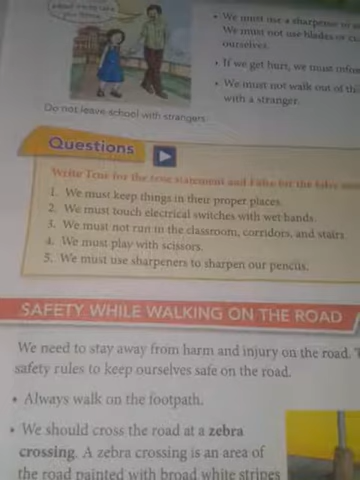 your
We must use a sharpener to
We must not use blades or
ourselves.
If we get hurt, we must
We must not walk out of
with a stranger.
Do not leave school with strangers
Questions
Write True for the true statement and False for the false
1. We must keep things in their proper places.
2. We must touch electrical switches with wet hands.
3. We must not run in the classroom, corridors, and stairs.
4. We must play with scissors.
5. We must use sharpeners to sharpen our pencils.
SAFETY WHILE WALKING ON THE ROAD
We need to stay away from harm and injury on the road.
safety rules to keep ourselves safe on the road.
• Always walk on the footpath.
• We should cross the road at a zebra
crossing. A zebra crossing is an area of
the road painted with broad white stripes